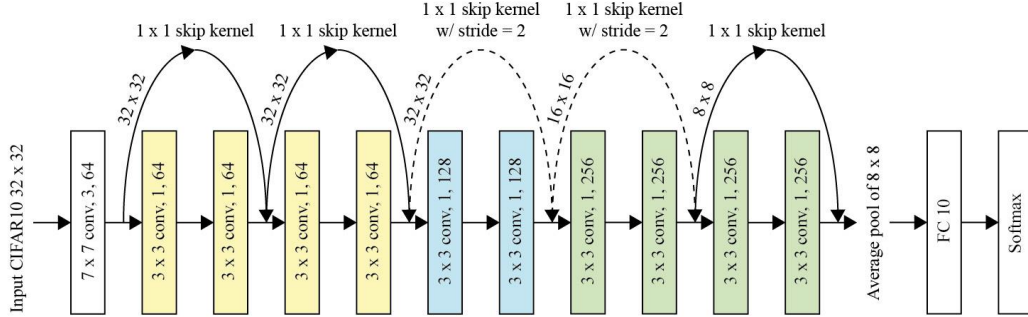 1 x 1 skip kernel
1 x 1 skip kernel
1 x 1 skip kernel
w/ stride = 2
1 x 1 skip kernel
w/ stride = 2
1 x 1 skip kernel
32 x 32
32 x 32
32 x 32
16 x 16
8 x 8
Input CIFAR10 32 x 32
7 x 7 conv, 3, 64
3 x 3 conv, 1, 64
3 x 3 conv, 1, 64
3 x 3 conv, 1, 64
3 x 3 conv, 1, 64
3 x 3 conv, 1, 128
3 x 3 conv, 1, 128
3 x 3 conv, 1, 256
3 x 3 conv, 1, 256
3 x 3 conv, 1, 256
3 x 3 conv, 1, 256
Average pool of 8 x 8
FC 10
Softmax